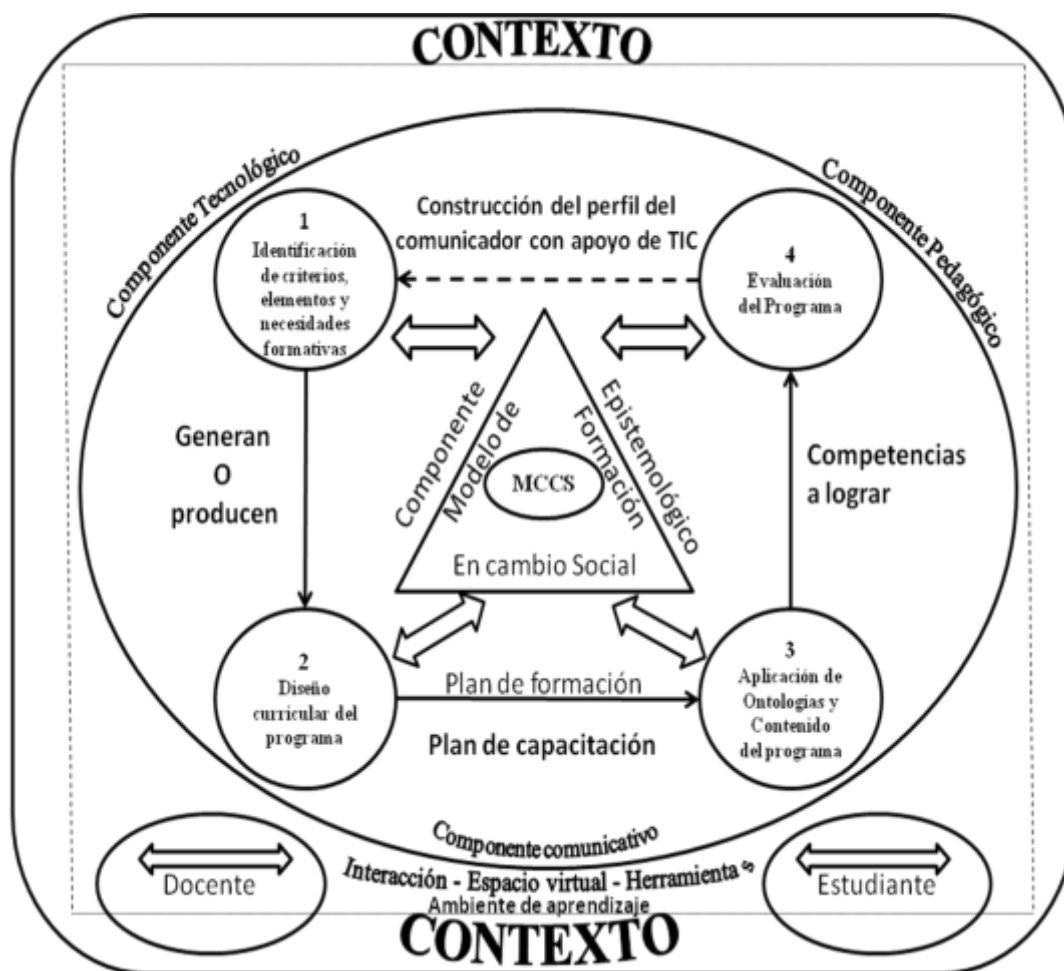 CONTEXTO
Componente Tecnológico
Componente Pedagógico
Construcción del perfil del
comunicador con apoyo de TIC
1
Identificación
de criterios,
elementos y
necesidades
formativas
4
Evaluación
del Programa
Generan
O
producen
Componente
Modelo de
Formación
Epistemológico
MCCS
En cambio Social
Competencias
a lograr
2
Diseño
curricular del
programa
Plan de formación
Plan de capacitación
3
Aplicación de
Ontologías y
Contenido
del programa
Componente comunicativo
Interacción - Espacio virtual - Herramientas
Ambiente de aprendizaje
Docente
Estudiante
CONTEXTO